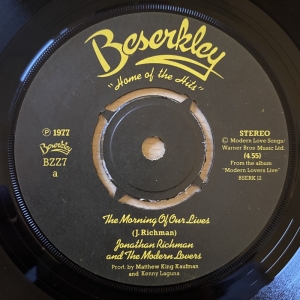 Beserkley
"Home of the Hits"
℗ 1977
Beserkley
BZZ7
a
STEREO
© Modern Love Songs/
Warner Bros Music Ltd.
(4.55)
From the album
"Modern Lovers Live"
BSERK 12
The Morning Of Our Lives
(J. Richman)
Jonathan Richman
and The Modern Lovers
Prod. by Matthew King Kaufman
and Kenny Laguna